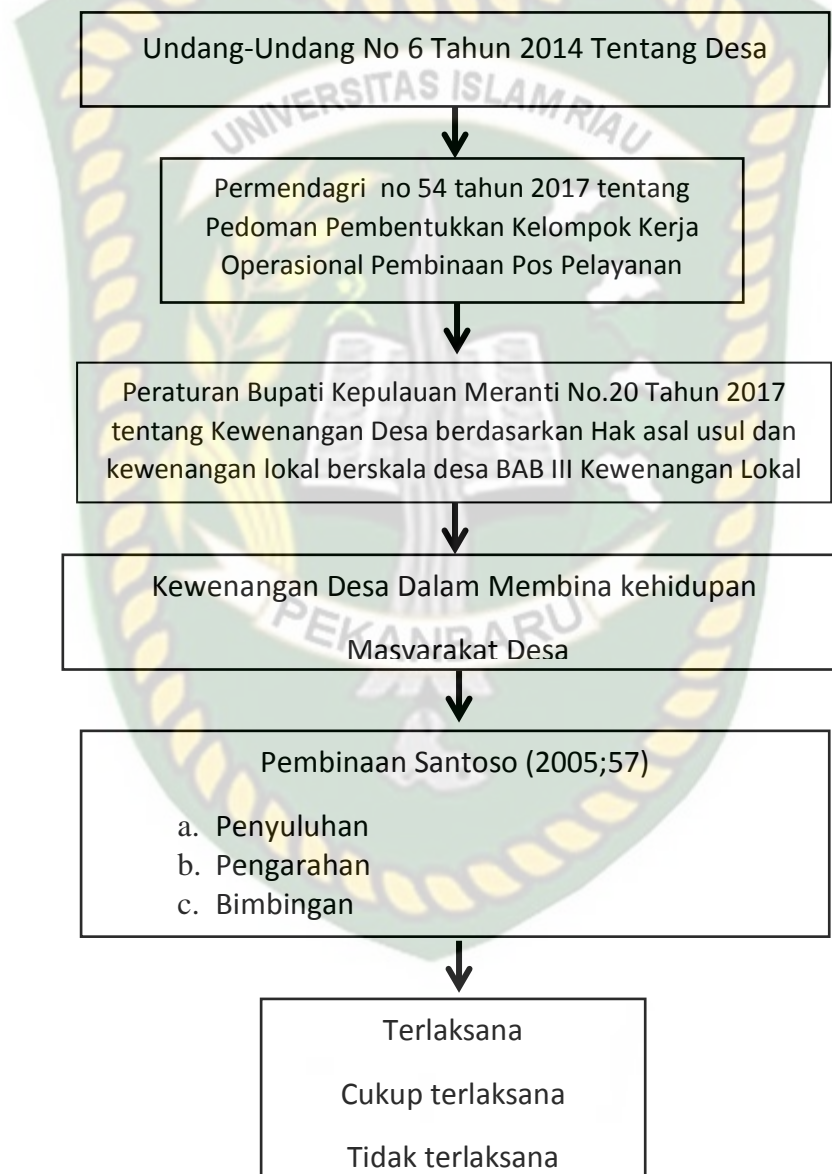 Undang-Undang No 6 Tahun 2014 Tentang Desa
UNIVERSITAS ISLAM RIAU
Permendagri no 54 tahun 2017 tentang
Pedoman Pembentukkan Kelompok Kerja
Operasional Pembinaan Pos Pelayanan
Peraturan Bupati Kepulauan Meranti No.20 Tahun 2017
tentang Kewenangan Desa berdasarkan Hak asal usul dan
kewenangan lokal berskala desa BAB III Kewenangan Lokal
Kewenangan Desa Dalam Membina kehidupan
PEKANBARU
Masyarakat Desa
Pembinaan Santoso (2005;57)
a. Penyuluhan
b. Pengarahan
c. Bimbingan
Terlaksana
Cukup terlaksana
Tidak terlaksana